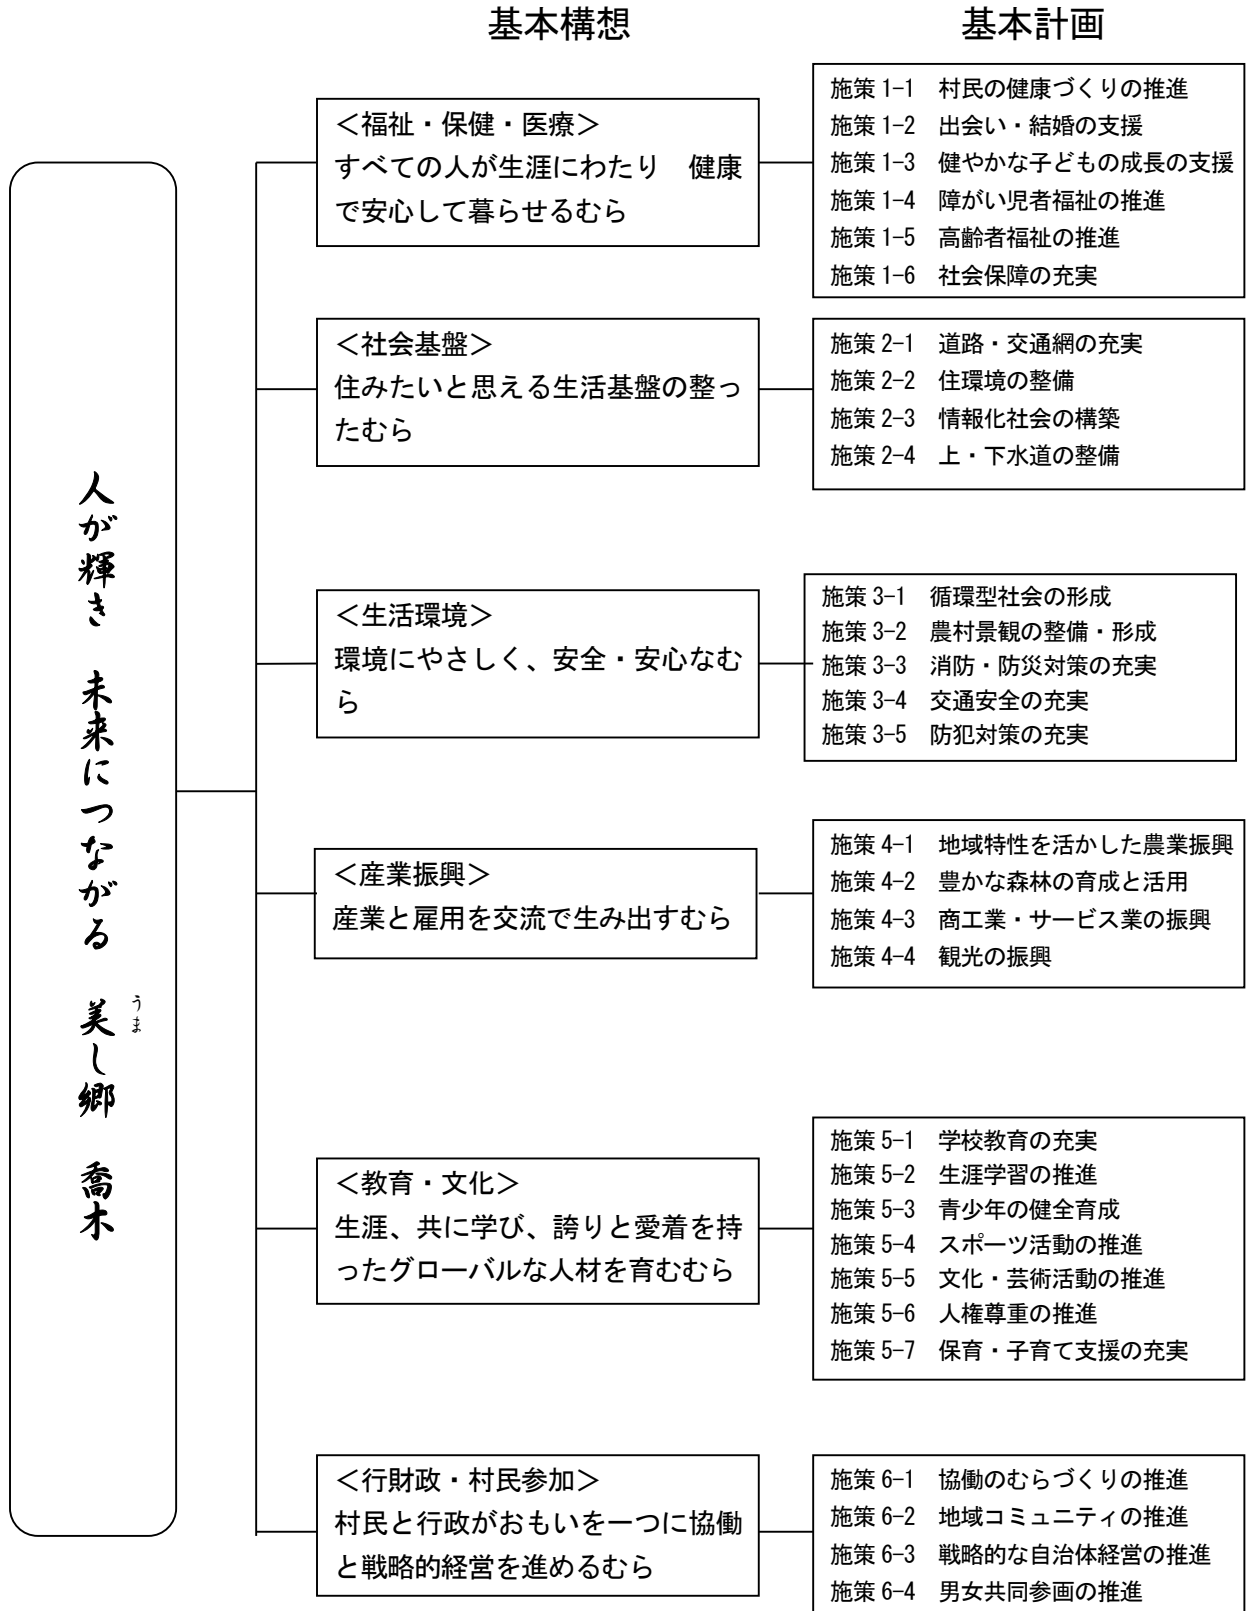 基本構想
基本計画
人が輝き　未来につながる　美し郷　喬木
うま
＜福祉・保健・医療＞
すべての人が生涯にわたり　健康
で安心して暮らせるむら
施策 1-1　村民の健康づくりの推進
施策 1-2　出会い・結婚の支援
施策 1-3　健やかな子どもの成長の支援
施策 1-4　障がい児者福祉の推進
施策 1-5　高齢者福祉の推進
施策 1-6　社会保障の充実
＜社会基盤＞
住みたいと思える生活基盤の整っ
たむら
施策 2-1　道路・交通網の充実
施策 2-2　住環境の整備
施策 2-3　情報化社会の構築
施策 2-4　上・下水道の整備
＜生活環境＞
環境にやさしく、安全・安心なむ
ら
施策 3-1　循環型社会の形成
施策 3-2　農村景観の整備・形成
施策 3-3　消防・防災対策の充実
施策 3-4　交通安全の充実
施策 3-5　防犯対策の充実
＜産業振興＞
産業と雇用を交流で生み出すむら
施策 4-1　地域特性を活かした農業振興
施策 4-2　豊かな森林の育成と活用
施策 4-3　商工業・サービス業の振興
施策 4-4　観光の振興
＜教育・文化＞
生涯、共に学び、誇りと愛着を持
ったグローバルな人材を育むむら
施策 5-1　学校教育の充実
施策 5-2　生涯学習の推進
施策 5-3　青少年の健全育成
施策 5-4　スポーツ活動の推進
施策 5-5　文化・芸術活動の推進
施策 5-6　人権尊重の推進
施策 5-7　保育・子育て支援の充実
＜行財政・村民参加＞
村民と行政がおもいを一つに協働
と戦略的経営を進めるむら
施策 6-1　協働のむらづくりの推進
施策 6-2　地域コミュニティの推進
施策 6-3　戦略的な自治体経営の推進
施策 6-4　男女共同参画の推進